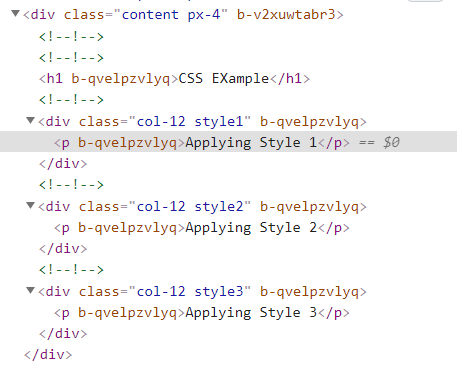 <div class="content px-4" b-v2xuwtabr3>
<!--!-->
<!--!-->
<h1 b-qvelpzvlyq>CSS EXample</h1>
<!--!-->
<div class="col-12 style1" b-qvelpzvlyq>
<p b-qvelpzvlyq>Applying Style 1</p> == $0
</div>
<!--!-->
<div class="col-12 style2" b-qvelpzvlyq>
<p b-qvelpzvlyq>Applying Style 2</p>
</div>
<!--!-->
<div class="col-12 style3" b-qvelpzvlyq>
<p b-qvelpzvlyq>Applying Style 3</p>
</div>
</div>